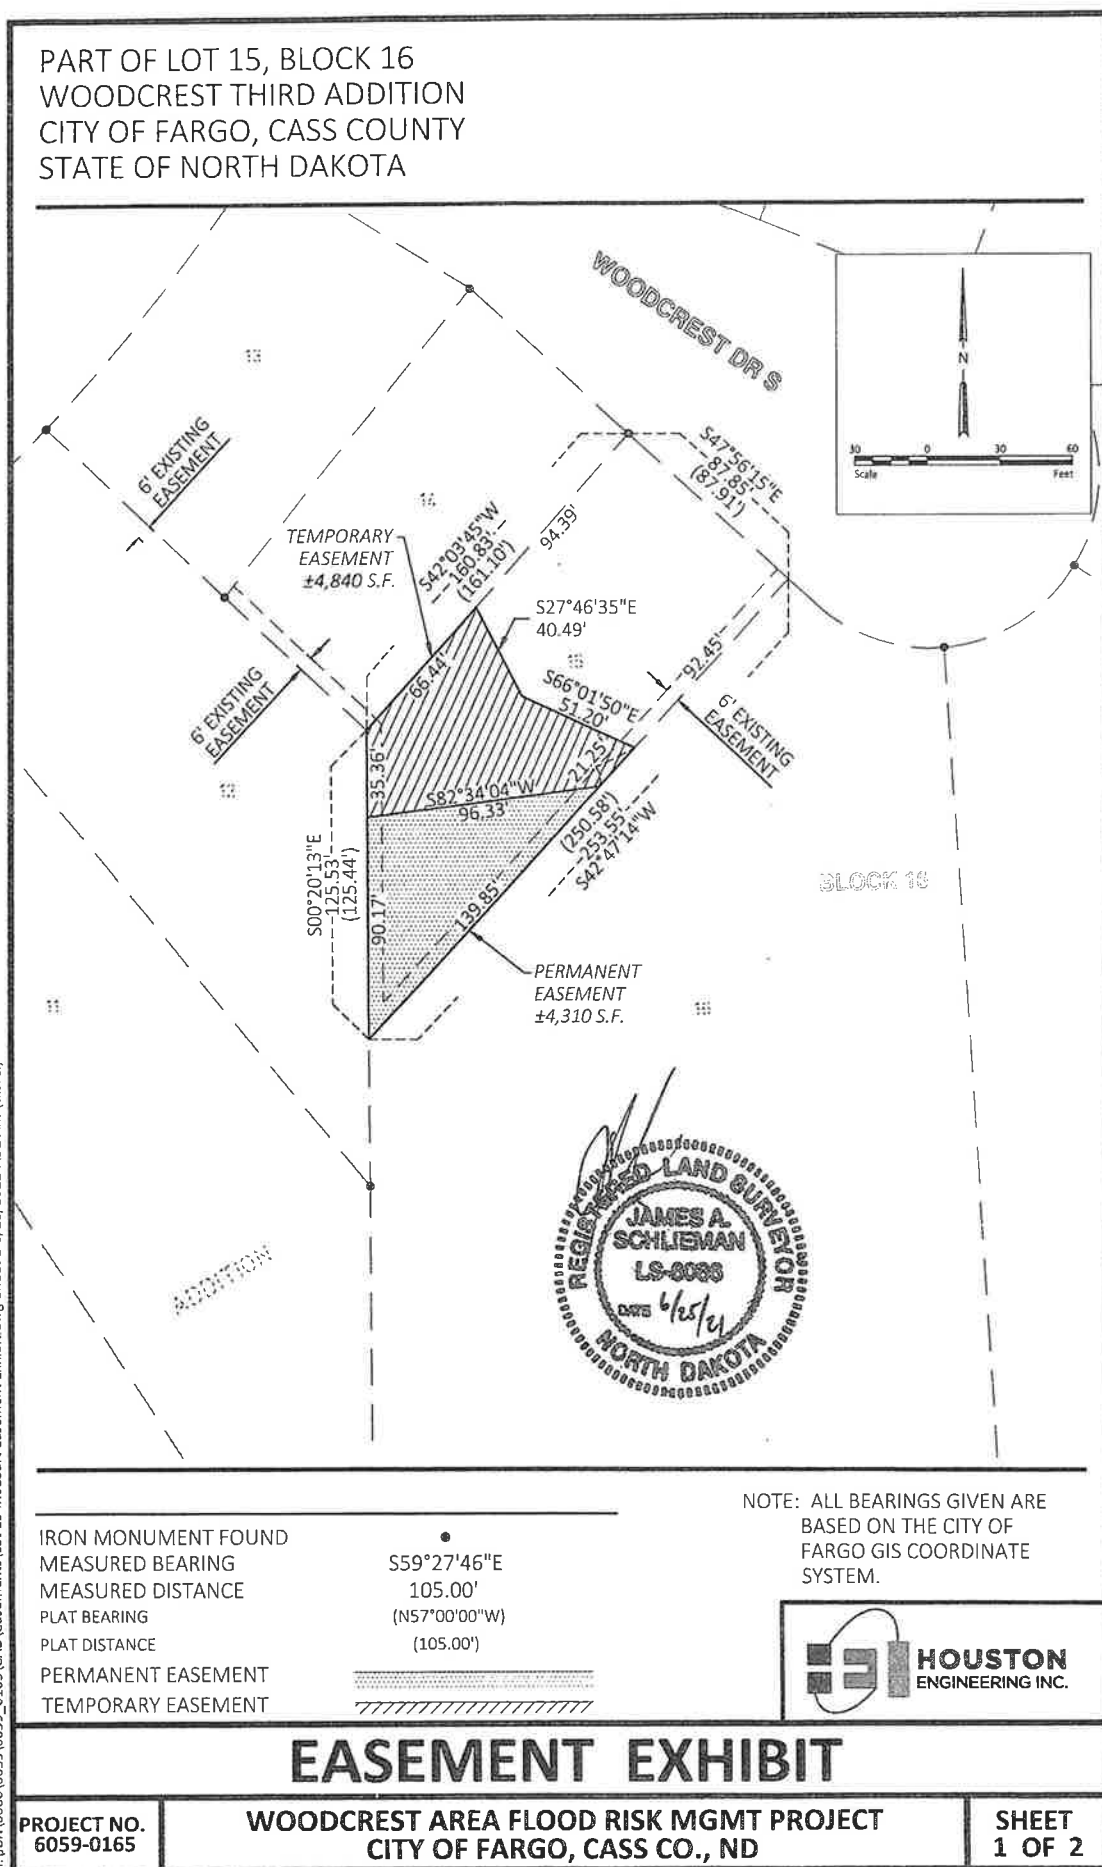 PART OF LOT 15, BLOCK 16
WOODCREST THIRD ADDITION
CITY OF FARGO, CASS COUNTY
STATE OF NORTH DAKOTA
WOODCREST DR S
N
30 0 30 60
Scale Feet
13
6' EXISTING
EASEMENT
14
TEMPORARY
EASEMENT
±4,840 S.F.
S42°03'45"W
160.83'
(161.10')
94.39'
S47°56'15"E
87.85'
(87.91')
S27°46'35"E
40.49'
15
66.44'
S66°01'50"E
51.20'
92.45'
6' EXISTING
EASEMENT
6' EXISTING
EASEMENT
12
35.36'
21.25'
S82°34'04"W
96.33'
(250.58')
253.55'
S42°47'14"W
S00°20'13"E
125.53'
(125.44')
90.17'
139.85'
BLOCK 16
PERMANENT
EASEMENT
±4,310 S.F.
11
16
ADDITION
REGISTERED LAND SURVEYOR
JAMES A.
SCHLIEMAN
LS-6086
DATE 6/25/21
NORTH DAKOTA
IRON MONUMENT FOUND
MEASURED BEARING S59°27'46"E
MEASURED DISTANCE 105.00'
PLAT BEARING (N57°00'00"W)
PLAT DISTANCE (105.00')
PERMANENT EASEMENT
TEMPORARY EASEMENT
NOTE: ALL BEARINGS GIVEN ARE
BASED ON THE CITY OF
FARGO GIS COORDINATE
SYSTEM.
HOUSTON
ENGINEERING INC.
EASEMENT EXHIBIT
PROJECT NO.
6059-0165
WOODCREST AREA FLOOD RISK MGMT PROJECT
CITY OF FARGO, CASS CO., ND
SHEET
1 OF 2